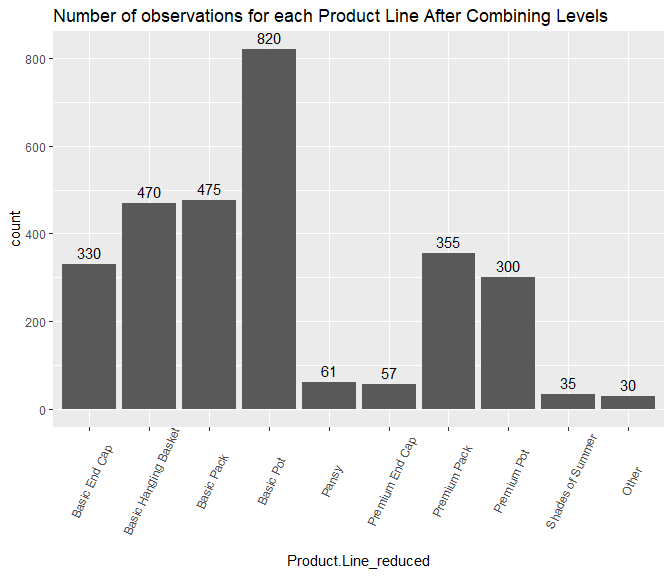 Number of observations for each Product Line After Combining Levels
count
800
600
400
200
0
330
470
475
820
61
57
355
300
35
30
Basic End Cap
Basic Hanging Basket
Basic Pack
Basic Pot
Pansy
Premium End Cap
Premium Pack
Premium Pot
Shades of Summer
Other
Product.Line_reduced